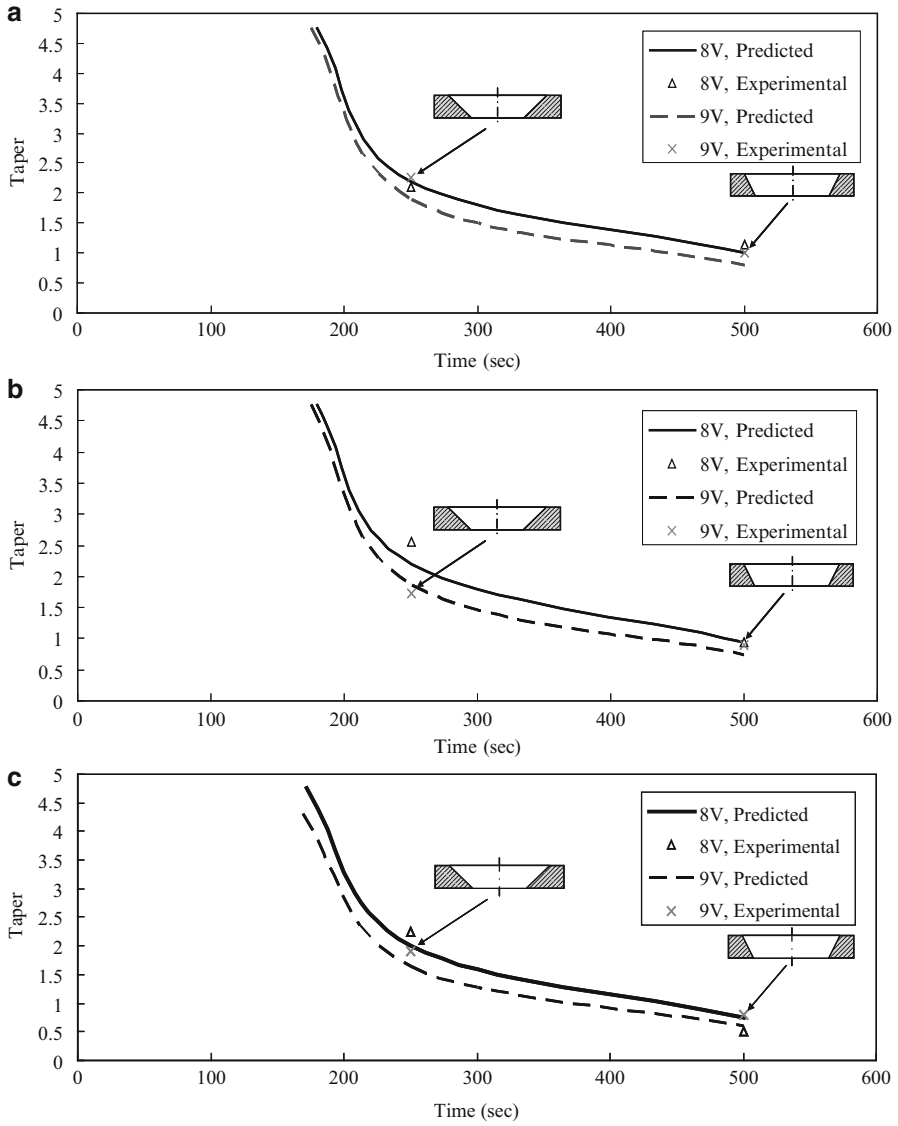 a
5
4.5
4
3.5
3
2.5
2
1.5
1
0.5
0
Taper
8V, Predicted
8V, Experimental
9V, Predicted
9V, Experimental
0 100 200 300 400 500 600
Time (sec)
b
5
4.5
4
3.5
3
2.5
2
1.5
1
0.5
0
Taper
8V, Predicted
8V, Experimental
9V, Predicted
9V, Experimental
0 100 200 300 400 500 600
Time (sec)
c
5
4.5
4
3.5
3
2.5
2
1.5
1
0.5
0
Taper
8V, Predicted
8V, Experimental
9V, Predicted
9V, Experimental
0 100 200 300 400 500 600
Time (sec)